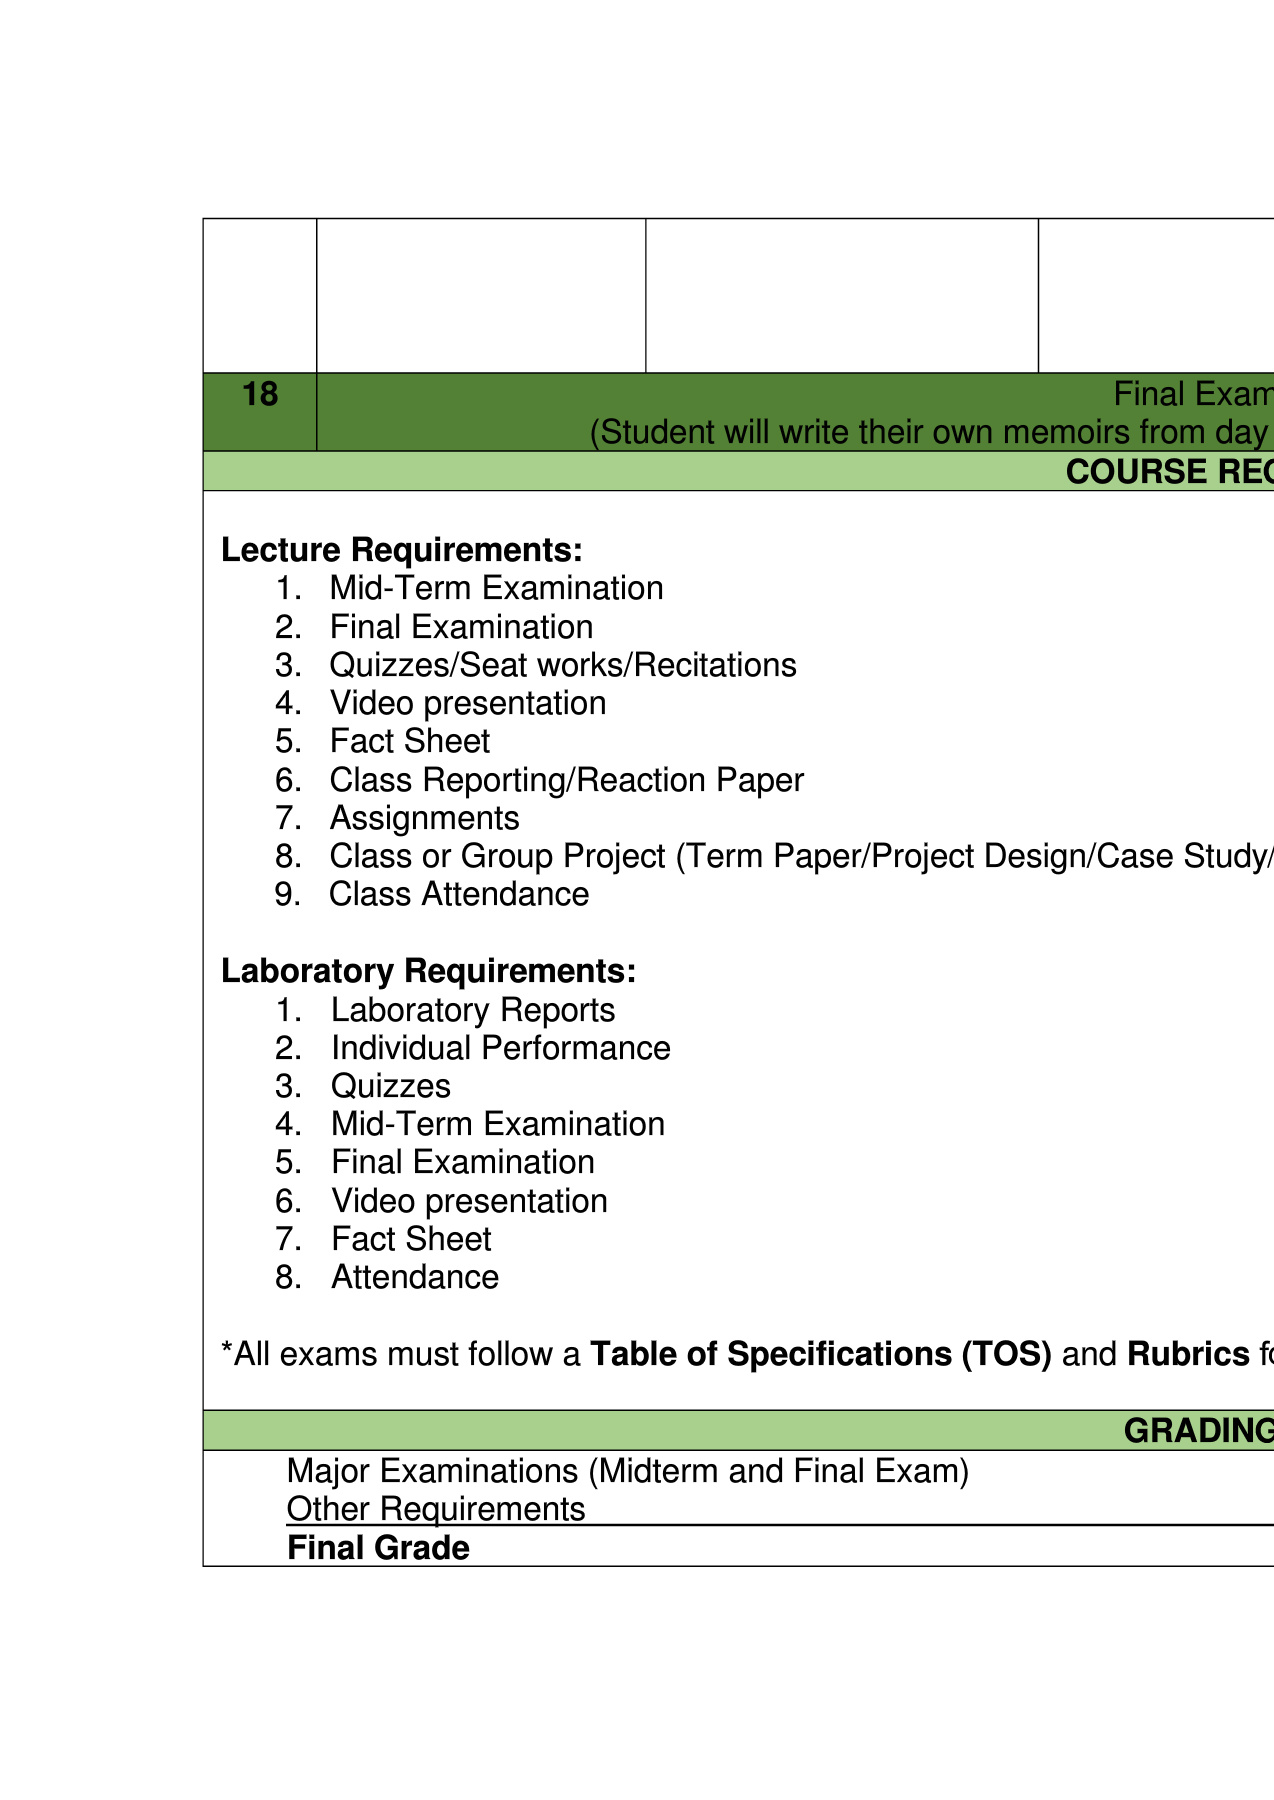 18
Final Exam
(Student will write their own memoirs from day
COURSE
Lecture Requirements:
1. Mid-Term Examination
2. Final Examination
3. Quizzes/Seat works/Recitations
4. Video presentation
5. Fact Sheet
6. Class Reporting/Reaction Paper
7. Assignments
8. Class or Group Project (Term Paper/Project Design/Case Study/
9. Class Attendance
Laboratory Requirements:
1. Laboratory Reports
2. Individual Performance
3. Quizzes
4. Mid-Term Examination
5. Final Examination
6. Video presentation
7. Fact Sheet
8. Attendance
*All exams must follow a Table of Specifications (TOS) and Rubrics
GRADING
Major Examinations (Midterm and Final Exam)
Other Requirements
Final Grade